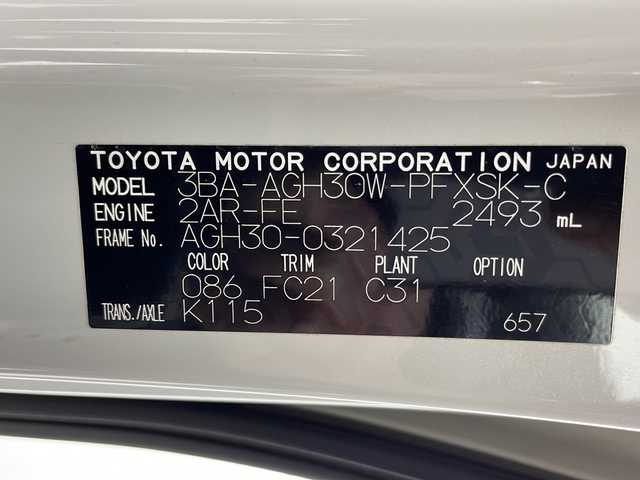 TOYOTA MOTOR CORPORATION JAPAN
MODEL 3BA-AGH30W-PFXSK-C
ENGINE 2AR-FE 2493 mL
FRAME No. AGH30-0321425
COLOR TRIM PLANT OPTION
086 FC21 C31
TRANS./AXLE K115 657